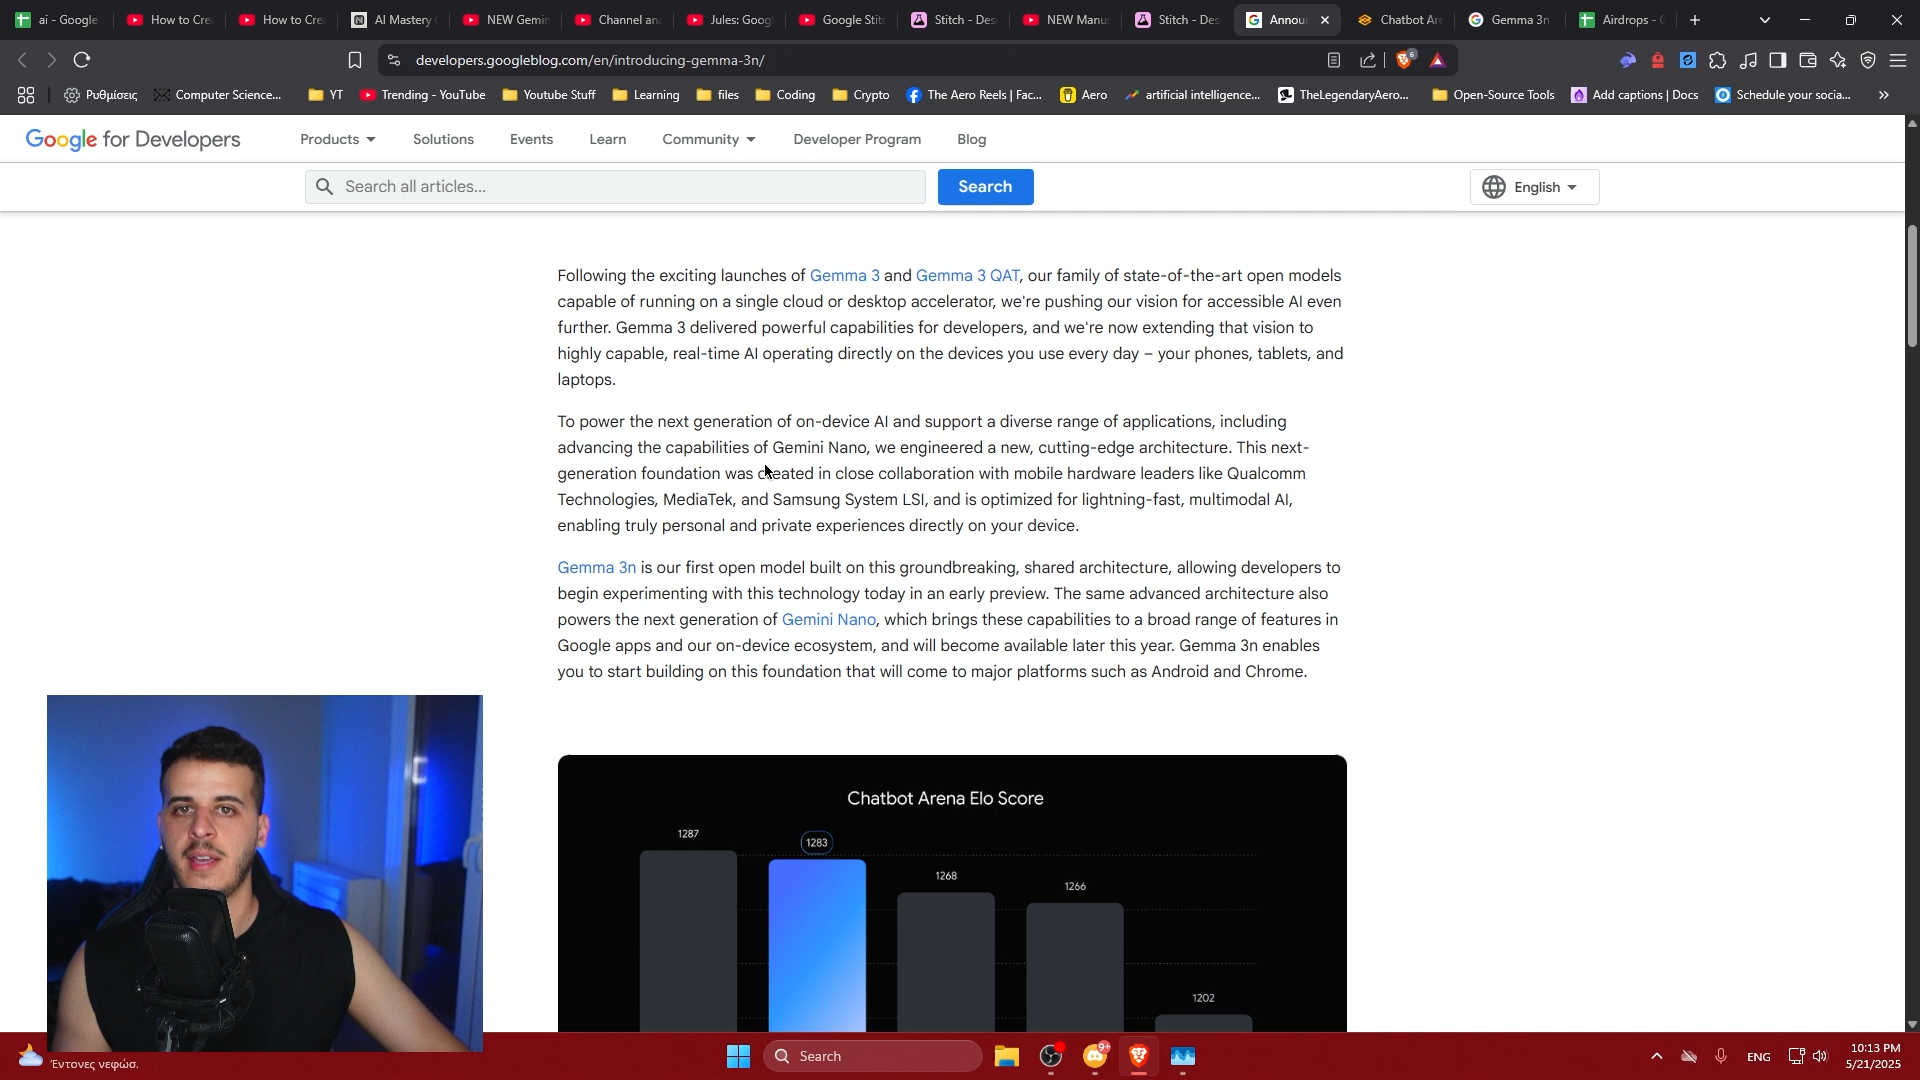 ai - Google
How to Crea
How to Crea
AI Mastery
NEW Gemin
Channel an
Jules: Goog
Google Stit
Stitch - Des
NEW Manu
Stitch - Des
Annou
Chatbot Are
Gemma 3n
Airdrops - G
developers.googleblog.com/en/introducing-gemma-3n/
6
Ρυθμίσεις
Computer Science...
YT
Trending - YouTube
Youtube Stuff
Learning
files
Coding
Crypto
The Aero Reels | Fac...
Aero
artificial intelligence...
TheLegendaryAero...
Open-Source Tools
Add captions | Docs
Schedule your socia...
Google for Developers
Products
Solutions
Events
Learn
Community
Developer Program
Blog
Search all articles...
Search
English
Following the exciting launches of Gemma 3 and Gemma 3 QAT, our family of state-of-the-art open models
capable of running on a single cloud or desktop accelerator, we're pushing our vision for accessible AI even
further. Gemma 3 delivered powerful capabilities for developers, and we're now extending that vision to
highly capable, real-time AI operating directly on the devices you use every day – your phones, tablets, and
laptops.
To power the next generation of on-device AI and support a diverse range of applications, including
advancing the capabilities of Gemini Nano, we engineered a new, cutting-edge architecture. This next-
generation foundation was created in close collaboration with mobile hardware leaders like Qualcomm
Technologies, MediaTek, and Samsung System LSI, and is optimized for lightning-fast, multimodal AI,
enabling truly personal and private experiences directly on your device.
Gemma 3n is our first open model built on this groundbreaking, shared architecture, allowing developers to
begin experimenting with this technology today in an early preview. The same advanced architecture also
powers the next generation of Gemini Nano, which brings these capabilities to a broad range of features in
Google apps and our on-device ecosystem, and will become available later this year. Gemma 3n enables
you to start building on this foundation that will come to major platforms such as Android and Chrome.
Chatbot Arena Elo Score
1287
1283
1268
1266
1202
Έντονες νεφώσ.
Search
9+
ENG
10:13 PM
5/21/2025